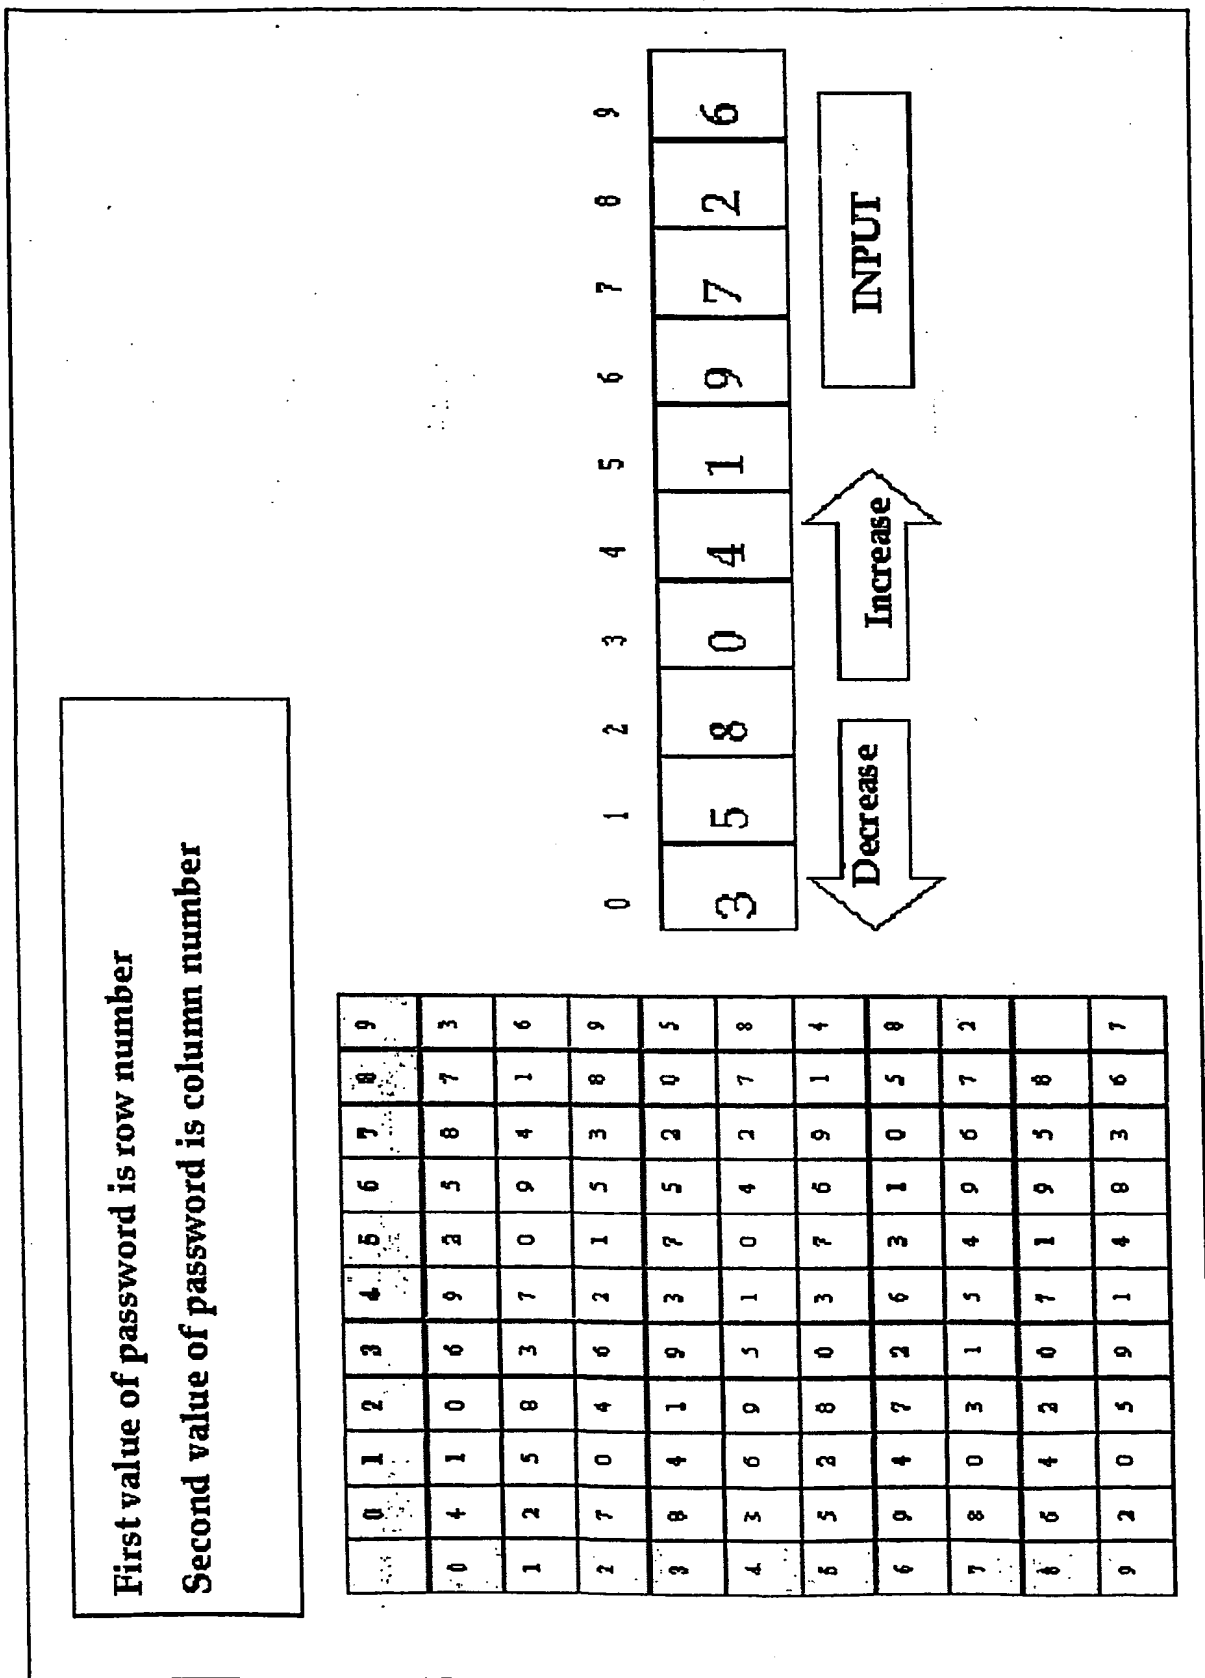 First value of password is row number
Second value of password is column number
0 1 2 3 4 5 6 7 8 9
0 4 1 0 6 9 2 5 8 7 3
1 2 5 8 3 7 0 9 4 1 6
2 7 0 4 6 2 1 5 3 8 9
3 8 4 1 9 3 7 5 2 0 5
4 3 6 9 5 1 0 4 2 7 8
5 5 2 8 0 3 7 6 9 1 4
6 9 4 7 2 6 3 1 0 5 8
7 8 0 3 1 5 4 9 6 7 2
8 6 4 2 0 7 1 9 5 8
9 2 0 5 9 1 4 8 3 6 7
0 1 2 3 4 5 6 7 8 9
3 5 8 0 4 1 9 7 2 6
Decrease Increase INPUT